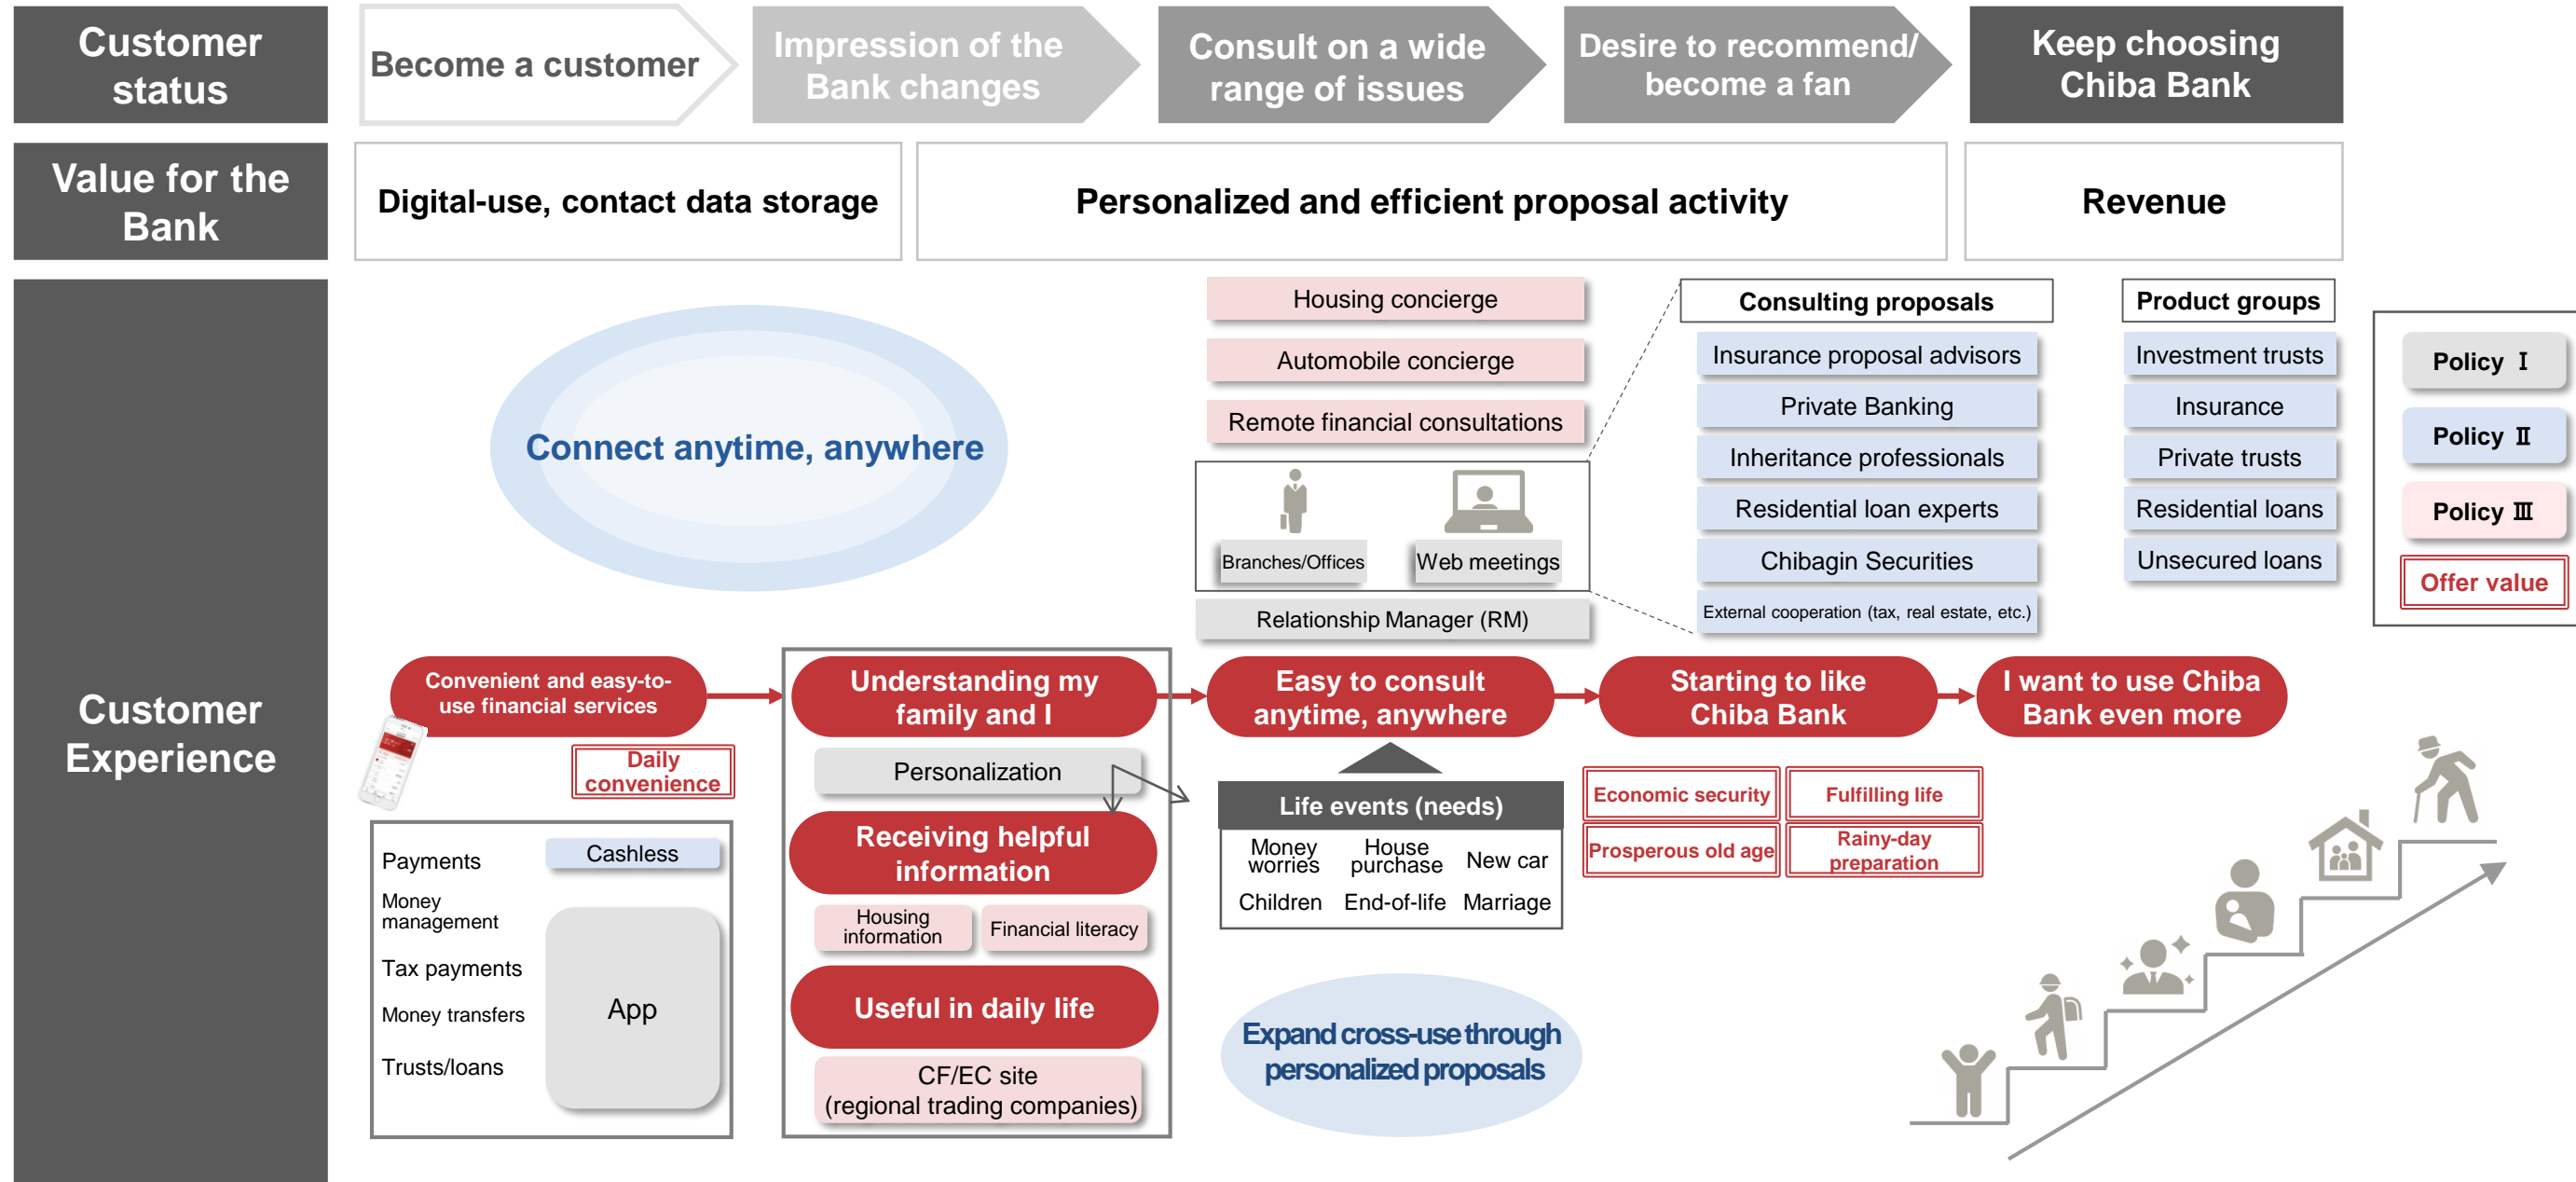 Customer
status
Become a customer
Impression of the
Bank changes
Consult on a wide
range of issues
Desire to recommend/
become a fan
Keep choosing
Chiba Bank
Value for the
Bank
Digital-use, contact data storage
Personalized and efficient proposal activity
Revenue
Customer
Experience
Connect anytime, anywhere
Housing concierge
Automobile concierge
Remote financial consultations
Branches/Offices
Web meetings
Relationship Manager (RM)
Consulting proposals
Insurance proposal advisors
Private Banking
Inheritance professionals
Residential loan experts
Chibagin Securities
External cooperation (tax, real estate, etc.)
Product groups
Investment trusts
Insurance
Private trusts
Residential loans
Unsecured loans
Policy Ⅰ
Policy Ⅱ
Policy Ⅲ
Offer value
Convenient and easy-to-
use financial services
Daily
convenience
Payments
Cashless
Money
management
Tax payments
Money transfers
Trusts/loans
App
Understanding my
family and I
Personalization
Receiving helpful
information
Housing
information
Financial literacy
Useful in daily life
CF/EC site
(regional trading companies)
Easy to consult
anytime, anywhere
Life events (needs)
Money
worries
House
purchase
New car
Children
End-of-life
Marriage
Expand cross-use through
personalized proposals
Starting to like
Chiba Bank
Economic security
Fulfilling life
Prosperous old age
Rainy-day
preparation
I want to use Chiba
Bank even more